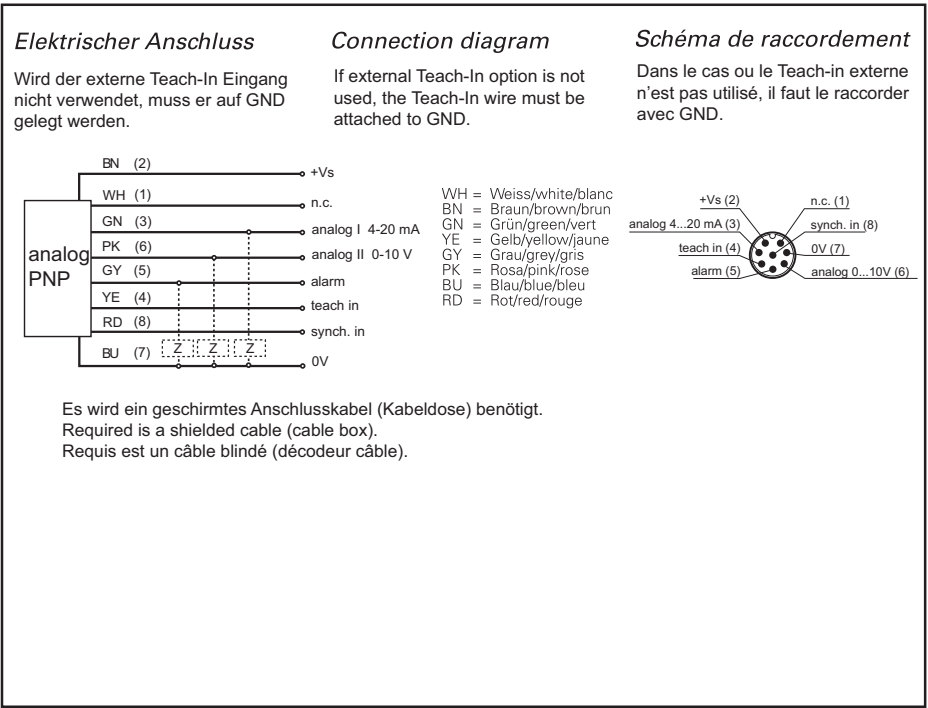 Elektrischer Anschluss
Wird der externe Teach-In Eingang
nicht verwendet, muss er auf GND
gelegt werden.
Connection diagram
If external Teach-In option is not
used, the Teach-In wire must be
attached to GND.
Schéma de raccordement
Dans le cas ou le Teach-in externe
n'est pas utilisé, il faut le raccorder
avec GND.
analog
PNP
BN (2)
+Vs
WH (1)
n.c.
GN (3)
analog I 4-20 mA
PK (6)
analog II 0-10 V
GY (5)
alarm
YE (4)
teach in
RD (8)
synch. in
BU (7)
Z Z Z
0V
WH = Weiss/white/blanc
BN = Braun/brown/brun
GN = Grün/green/vert
YE = Gelb/yellow/jaune
GY = Grau/grey/gris
PK = Rosa/pink/rose
BU = Blau/blue/bleu
RD = Rot/red/rouge
+Vs (2)
analog 4...20 mA (3)
teach in (4)
alarm (5)
n.c. (1)
synch. in (8)
0V (7)
analog 0...10V (6)
Es wird ein geschirmtes Anschlusskabel (Kabeldose) benötigt.
Required is a shielded cable (cable box).
Requis est un câble blindé (décodeur câble).